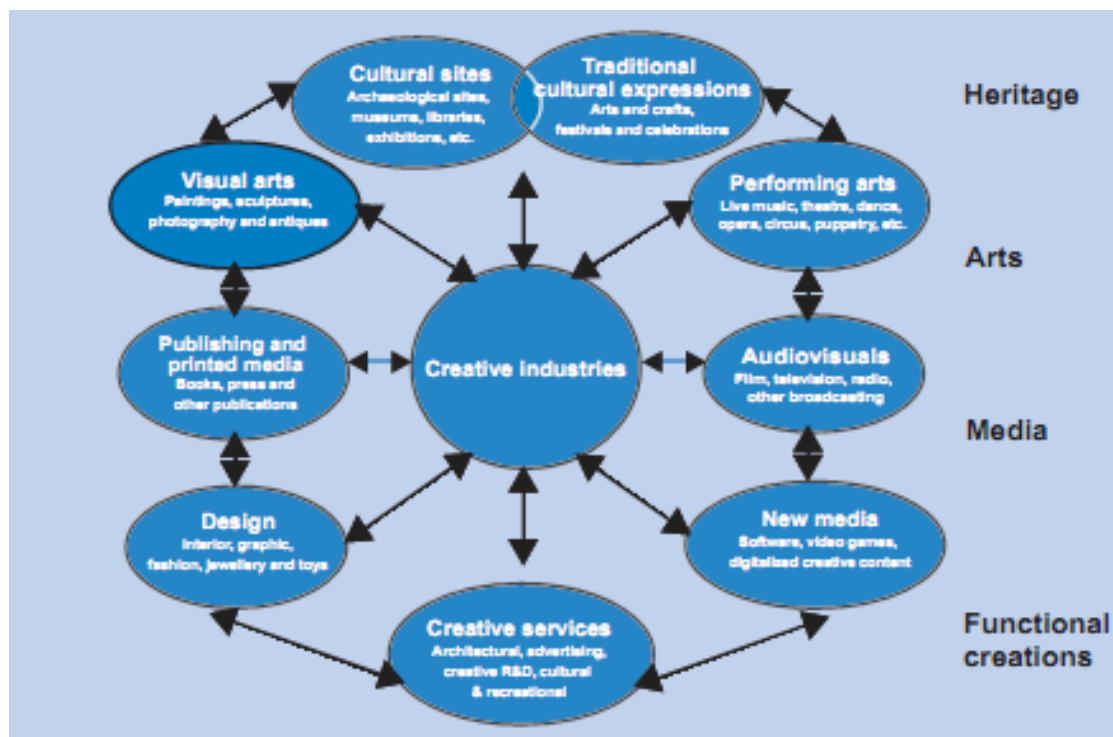 Cultural sites
Archaeological sites,
museums, libraries,
exhibitions, etc.
Traditional
cultural expressions
Arts and crafts,
festivals and celebrations
Heritage
Visual arts
Paintings, sculptures,
photography and antiques
Performing arts
Live music, theatre, dance,
opera, circus, puppetry, etc.
Arts
Publishing and
printed media
Books, press and
other publications
Creative industries
Audiovisuals
Film, television, radio,
other broadcasting
Media
Design
Interior, graphic,
fashion, jewellery and toys
New media
Software, video games,
digitalized creative content
Creative services
Architectural, advertising,
creative R&D, cultural
& recreational
Functional
creations